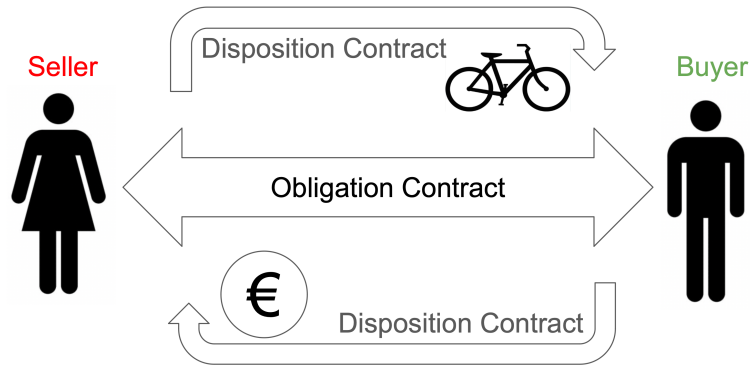 Disposition Contract
Seller
Buyer
Obligation Contract
€
Disposition Contract